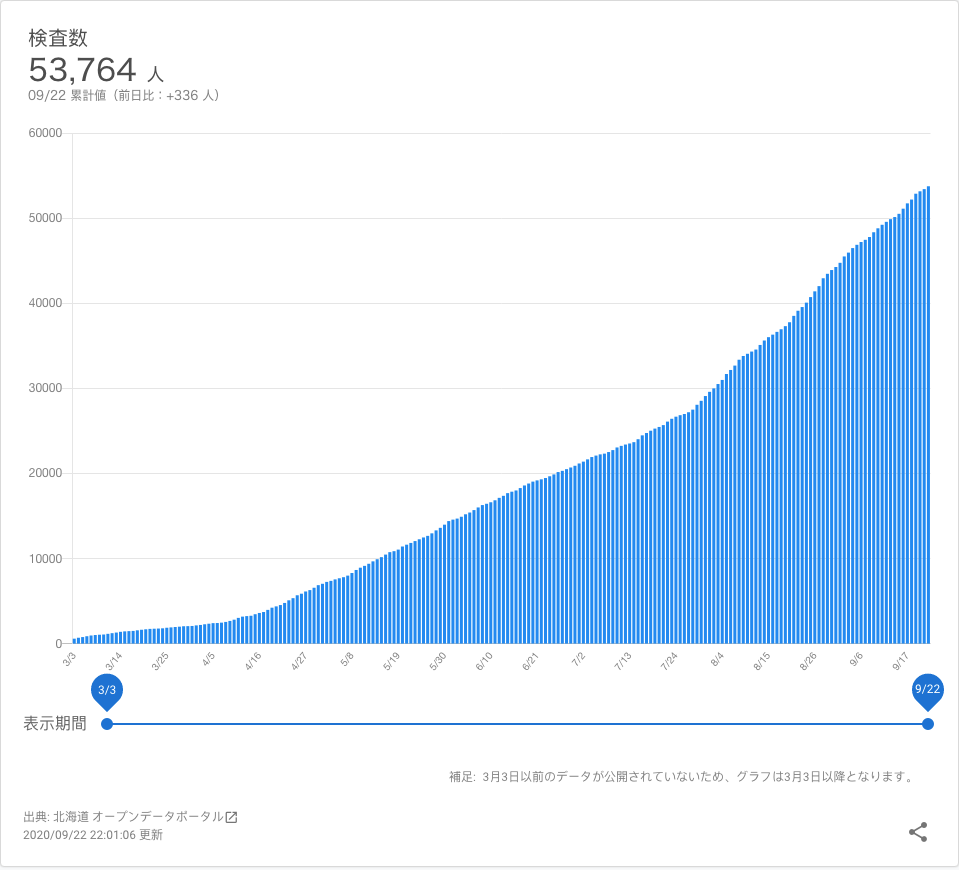 検査数
53,764 人
09/22 累計値（前日比：+336 人）
60000
50000
40000
30000
20000
10000
0
3/3 3/14 3/25 4/5 4/16 4/27 5/8 5/19 5/30 6/10 6/21 7/2 7/13 7/24 8/4 8/15 8/26 9/6 9/17
3/3 9/22
表示期間
補足: 3月3日以前のデータが公開されていないため、グラフは3月3日以降となります。
出典: 北海道 オープンデータポータル
2020/09/22 22:01:06 更新